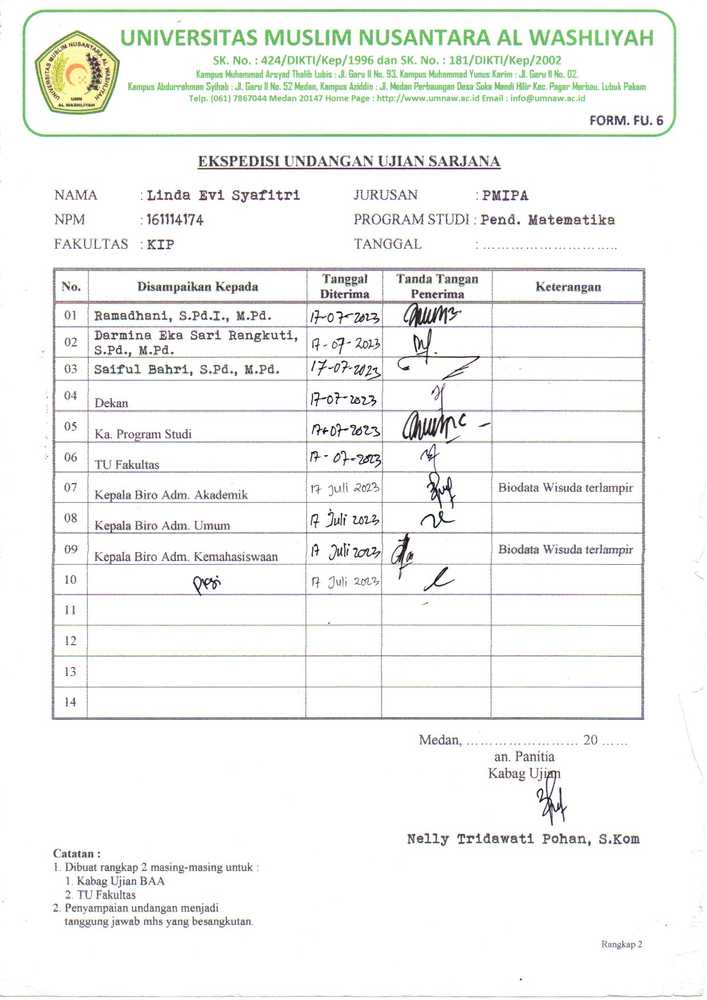 UNIVERSITAS MUSLIM NUSANTARA AL WASHLIYAH
SK. No. : 424/DIKTI/Kep/1996 dan SK. No. : 181/DIKTI/Kep/2002
Kampus Muhammad Arsyad Thalib Lubis : Jl. Garu II No. 93, Kampus Muhammad Yunus Karim : Jl. Garu II No. 02,
Kampus Abdurrahman Syihab : Jl. Garu II No. 52 Medan, Kampus Aziddin : Jl. Medan Perbaungan Desa Suka Mandi Hilir Kec. Pagar Merbau, Lubuk Pakam
Telp. (061) 7867044 Medan 20147 Home Page : http://www.umnaw.ac.id Email : info@umnaw.ac.id
UNIVERSITAS MUSLIM NUSANTARA AL WASHLIYAH
UMN
AL WASHLIYAH
FORM. FU. 6
EKSPEDISI UNDANGAN UJIAN SARJANA
NAMA : Linda Evi Syafitri JURUSAN : PMIPA
NPM : 161114174 PROGRAM STUDI : Pend. Matematika
FAKULTAS : KIP TANGGAL : ...............................
No. Disampaikan Kepada Tanggal Diterima Tanda Tangan Penerima Keterangan
01 Ramadhani, S.Pd.I., M.Pd. 17-07-2023
02 Darmina Eka Sari Rangkuti, S.Pd., M.Pd. 17-07-2023
03 Saiful Bahri, S.Pd., M.Pd. 17-07-2023
04 Dekan 17-07-2023
05 Ka. Program Studi 17-07-2023
06 TU Fakultas 17-07-2023
07 Kepala Biro Adm. Akademik 17 Juli 2023 Biodata Wisuda terlampir
08 Kepala Biro Adm. Umum 17 Juli 2023
09 Kepala Biro Adm. Kemahasiswaan 17 Juli 2023 Biodata Wisuda terlampir
10 17 Juli 2023
11
12
13
14
Medan, ........................ 20 ......
an. Panitia
Kabag Ujian
Nelly Tridawati Pohan, S.Kom
Catatan :
1. Dibuat rangkap 2 masing-masing untuk :
1. Kabag Ujian BAA
2. TU Fakultas
2. Penyampaian undangan menjadi
tanggung jawab mhs yang besangkutan.
Rangkap 2